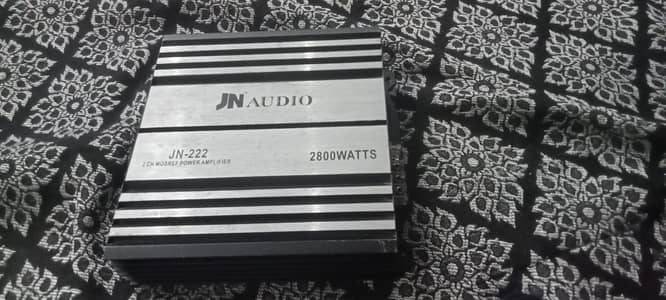 JN AUDIO
JN-222
2800WATTS
2 CH MOSFET POWER AMPLIFIER